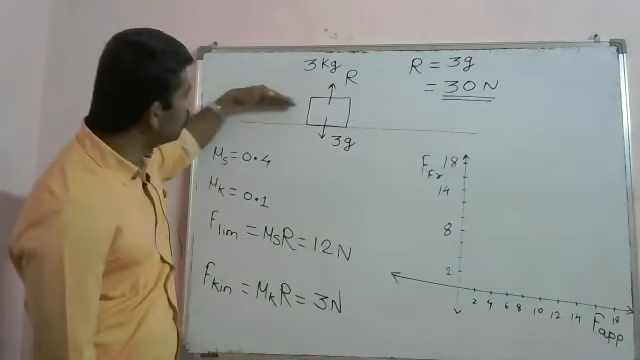 3kg
R
3g
R = 3g
= 30N
μs = 0.4
μk = 0.1
Flim = μsR = 12N
Fkin = μkR = 3N
FFr
18
14
8
2
2 4 6 8 10 12 14 18
Fapp